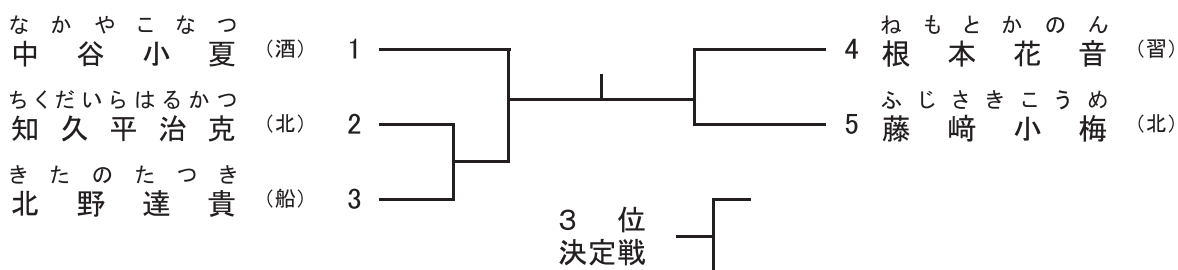 なかやこなつ
中谷小夏 (酒) 1
ちくだいらはるかつ
知久平治克 (北) 2
きたのたつき
北野達貴 (船) 3
ねもとかのん
4 根本花音 (習)
ふじさきこうめ
5 藤﨑小梅 (北)
3位
決定戦